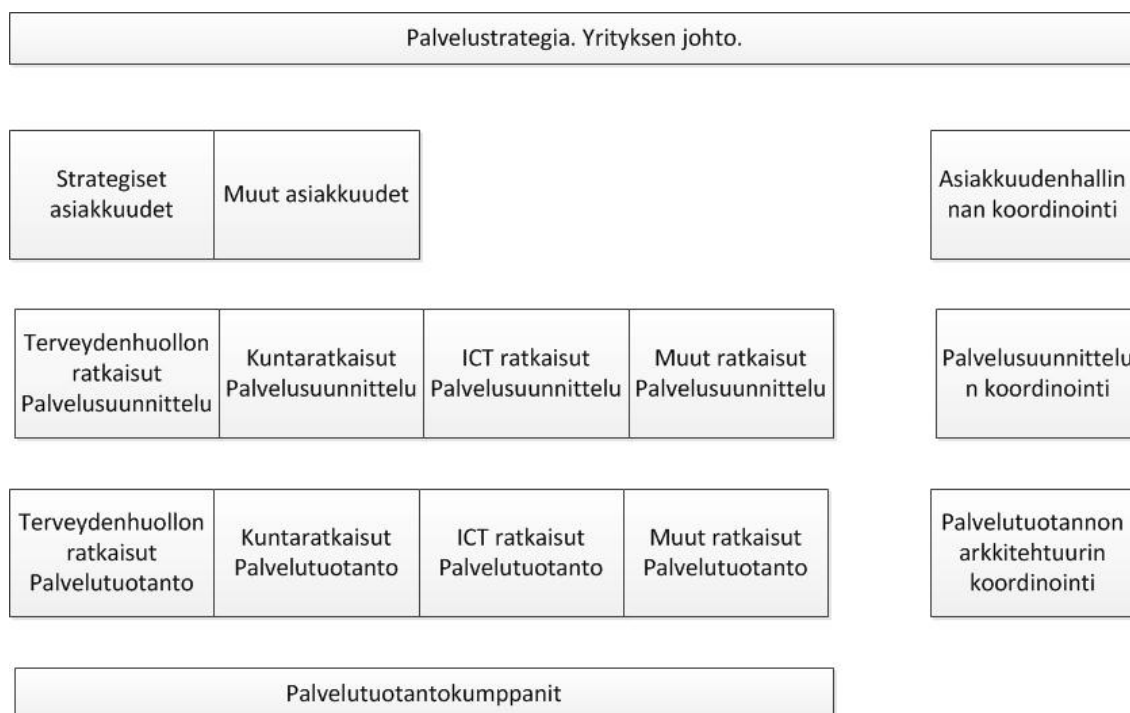 Palvelustrategia. Yrityksen johto.
Strategiset
asiakkuudet
Muut asiakkuudet
Asiakkuudenhallin
nan koordinointi
Terveydenhuollon
ratkaisut
Palvelusuunnittelu
Kuntaratkaisut
Palvelusuunnittelu
ICT ratkaisut
Palvelusuunnittelu
Muut ratkaisut
Palvelusuunnittelu
Palvelusuunnittelu
n koordinointi
Terveydenhuollon
ratkaisut
Palvelutuotanto
Kuntaratkaisut
Palvelutuotanto
ICT ratkaisut
Palvelutuotanto
Muut ratkaisut
Palvelutuotanto
Palvelutuotannon
arkkitehtuurin
koordinointi
Palvelutuotantokumppanit